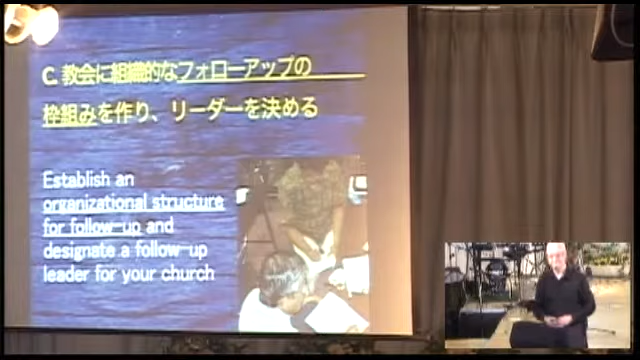 C. 教会に組織的なフォローアップの
枠組みを作り、リーダーを決める
Establish an
organizational structure
for follow-up and
designate a follow-up
leader for your church